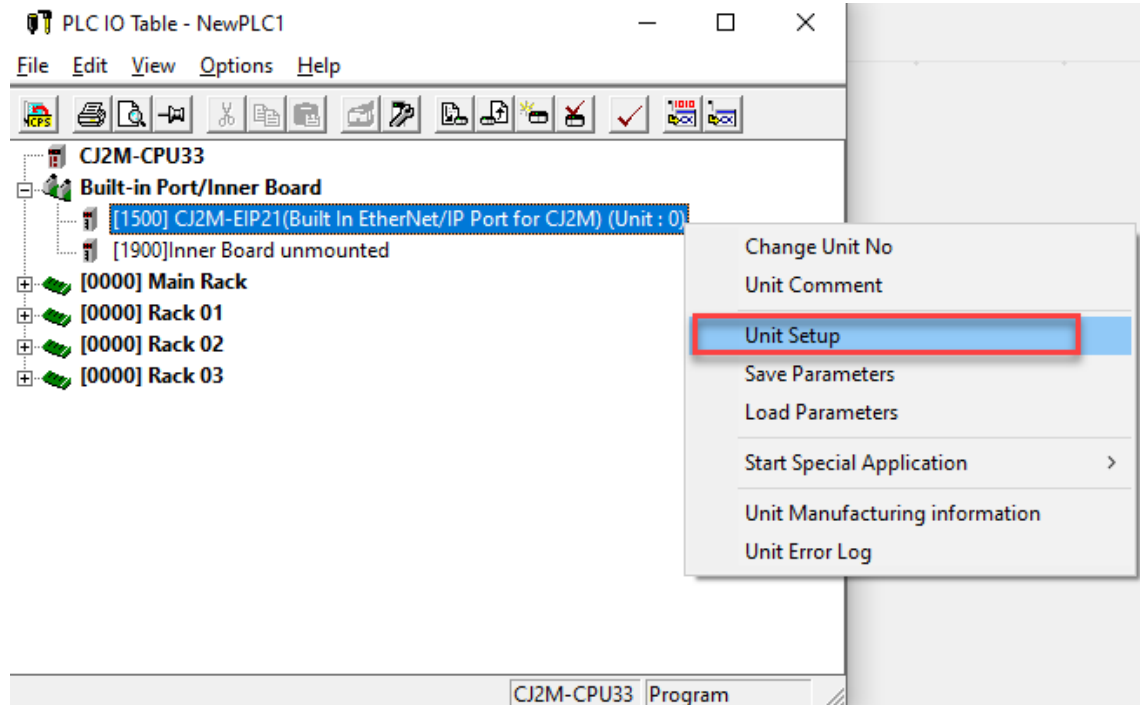 PLC IO Table - NewPLC1
File Edit View Options Help
CJ2M-CPU33
Built-in Port/Inner Board
[1500] CJ2M-EIP21(Built In EtherNet/IP Port for CJ2M) (Unit : 0)
[1900]Inner Board unmounted
[0000] Main Rack
[0000] Rack 01
[0000] Rack 02
[0000] Rack 03
Change Unit No
Unit Comment
Unit Setup
Save Parameters
Load Parameters
Start Special Application
Unit Manufacturing information
Unit Error Log
CJ2M-CPU33 Program